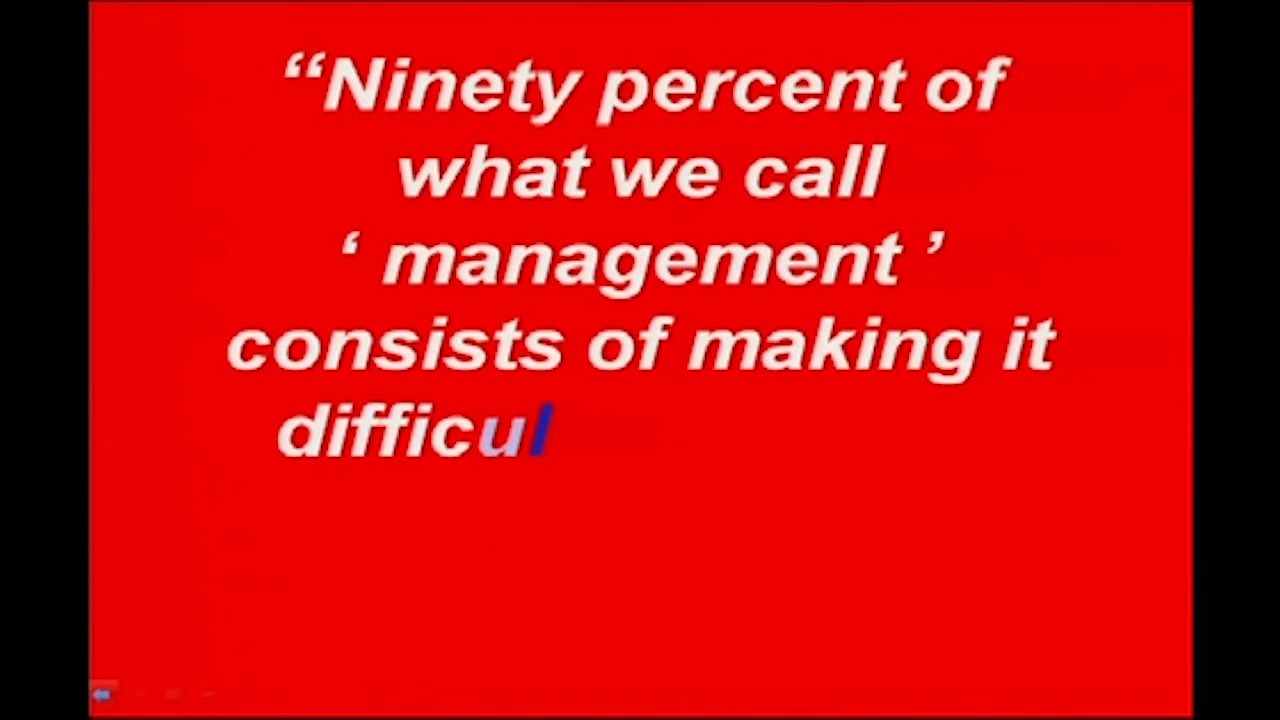 “Ninety percent of
what we call
‘ management ’
consists of making it
difficul